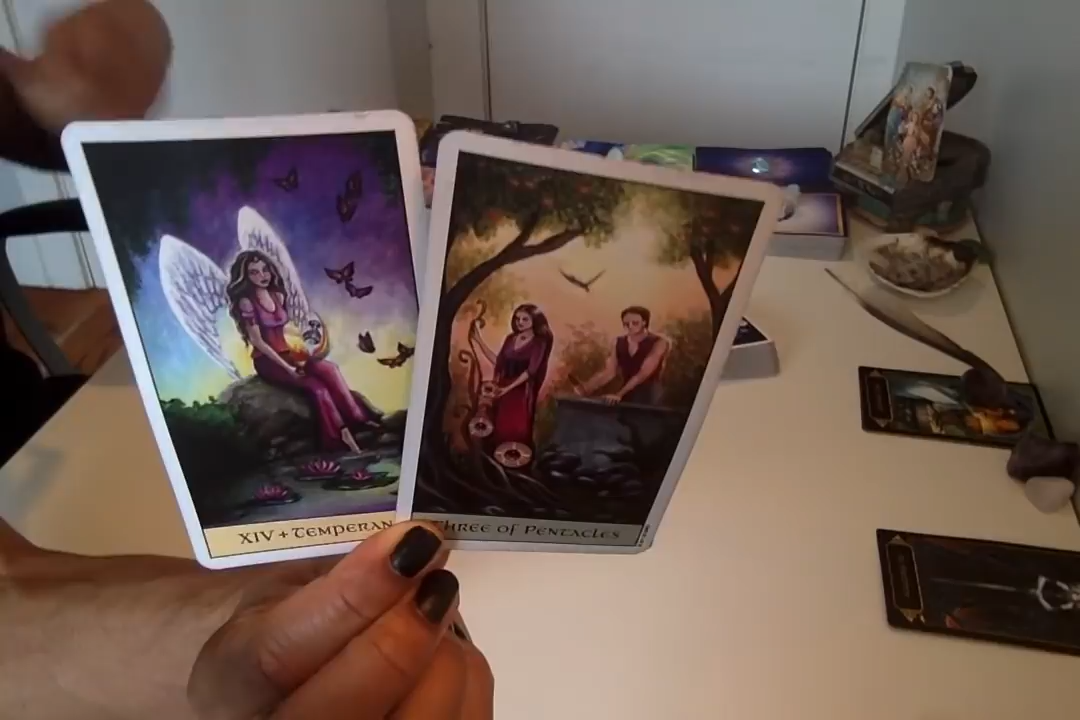 XIV + TEMPERAN
THREE OF PENTACLES